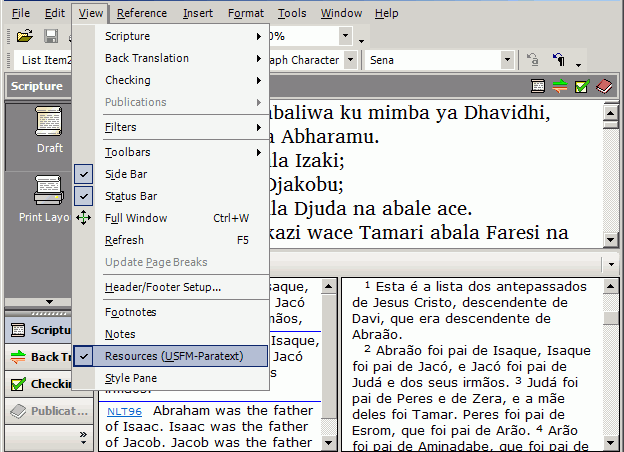 File Edit View Reference Insert Format Tools Window Help
0%
List Item2
ph Character
Sena
Scripture
Draft
Print Layo
Scriptu
Back Tr
Checkin
Publicat...
Scripture
Back Translation
Checking
Publications
Filters
Toolbars
Side Bar
Status Bar
Full Window Ctrl+W
Refresh F5
Update Page Breaks
Header/Footer Setup...
Footnotes
Notes
Resources (USFM-Paratext)
Style Pane
baliwa ku mimba ya Dhavidhi,
a Abharamu.
la Izaki;
Djakobu;
la Djuda na abale ace.
kazi wace Tamari abala Faresi na
saque,
Jacó
mãos,
Isaque,
Jacó
irmãos.
NLT96 Abraham was the father
of Isaac. Isaac was the father
of Jacob. Jacob was the father
1 Esta é a lista dos antepassados
de Jesus Cristo, descendente de
Davi, que era descendente de
Abraão.
2 Abraão foi pai de Isaque, Isaque
foi pai de Jacó, e Jacó foi pai de
Judá e dos seus irmãos. 3 Judá foi
pai de Peres e de Zera, e a mãe
deles foi Tamar. Peres foi pai de
Esrom, que foi pai de Arão. 4 Arão
foi pai de Aminadabe, que foi pai de